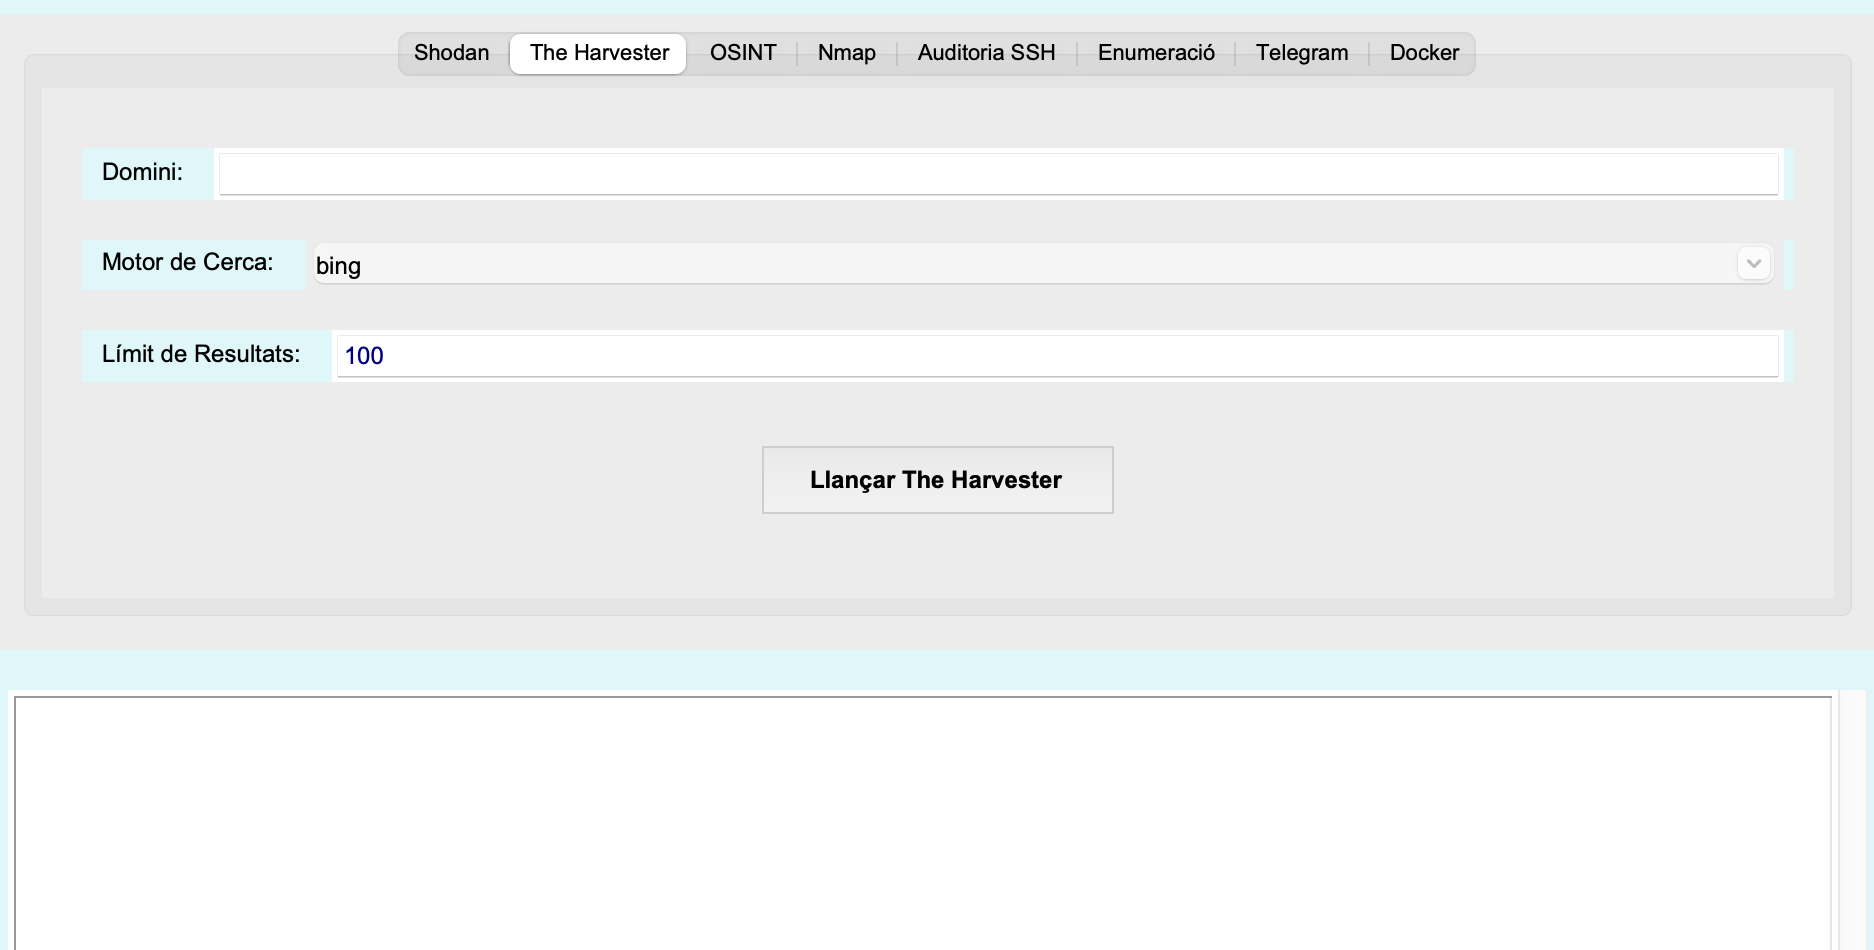 Shodan The Harvester OSINT Nmap Auditoria SSH Enumeració Telegram Docker
Domini:
Motor de Cerca: bing
Límit de Resultats: 100
Llançar The Harvester